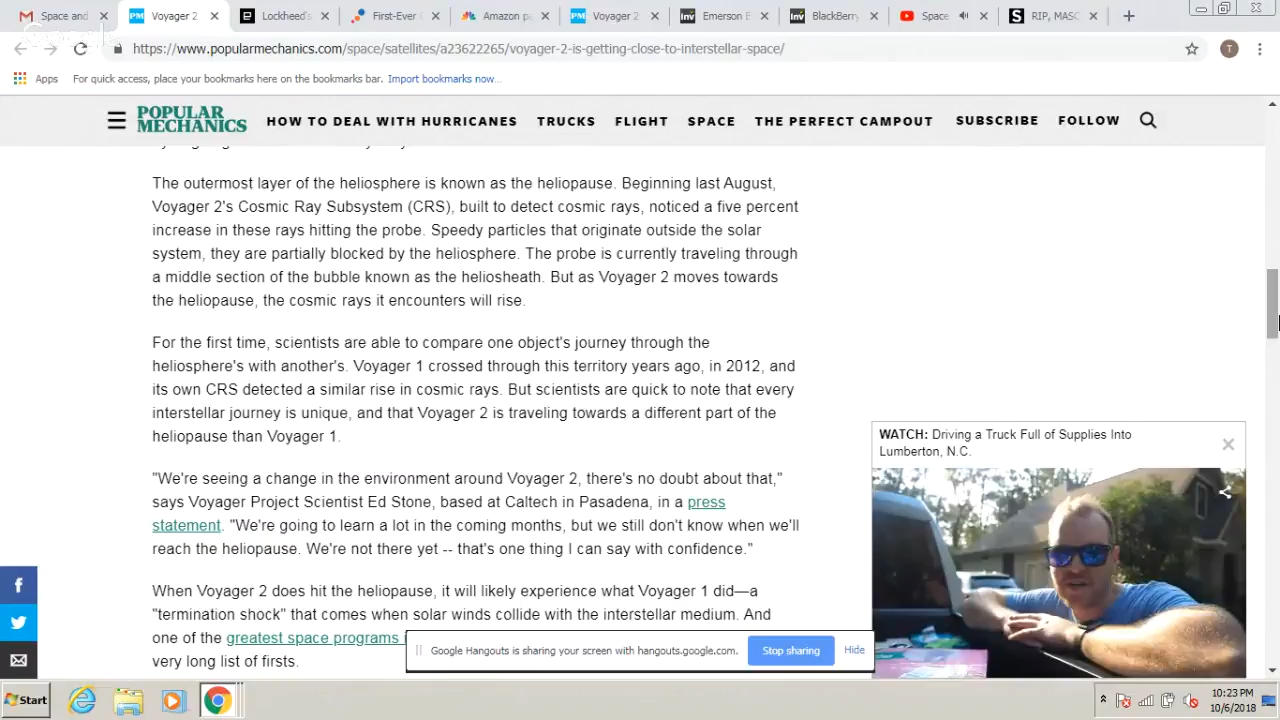 Gmail and
Voyager 2
Lockheed's
First-Ever
Amazon p
Voyager 2
Emerson E
BlackBerry
Space
RIP, MASC
https://www.popularmechanics.com/space/satellites/a23622265/voyager-2-is-getting-close-to-interstellar-space/
T
Apps
For quick access, place your bookmarks here on the bookmarks bar. Import bookmarks now...
POPULAR
MECHANICS
HOW TO DEAL WITH HURRICANES
TRUCKS
FLIGHT
SPACE
THE PERFECT CAMPOUT
SUBSCRIBE
FOLLOW
The outermost layer of the heliosphere is known as the heliopause. Beginning last August,
Voyager 2's Cosmic Ray Subsystem (CRS), built to detect cosmic rays, noticed a five percent
increase in these rays hitting the probe. Speedy particles that originate outside the solar
system, they are partially blocked by the heliosphere. The probe is currently traveling through
a middle section of the bubble known as the heliosheath. But as Voyager 2 moves towards
the heliopause, the cosmic rays it encounters will rise.
For the first time, scientists are able to compare one object's journey through the
heliosphere's with another's. Voyager 1 crossed through this territory years ago, in 2012, and
its own CRS detected a similar rise in cosmic rays. But scientists are quick to note that every
interstellar journey is unique, and that Voyager 2 is traveling towards a different part of the
heliopause than Voyager 1.
"We're seeing a change in the environment around Voyager 2, there's no doubt about that,"
says Voyager Project Scientist Ed Stone, based at Caltech in Pasadena, in a press
statement. "We're going to learn a lot in the coming months, but we still don't know when we'll
reach the heliopause. We're not there yet -- that's one thing I can say with confidence."
When Voyager 2 does hit the heliopause, it will likely experience what Voyager 1 did—a
"termination shock" that comes when solar winds collide with the interstellar medium. And
one of the greatest space programs
very long list of firsts.
WATCH: Driving a Truck Full of Supplies Into
Lumberton, N.C.
Google Hangouts is sharing your screen with hangouts.google.com.
Stop sharing
Hide
Start
10:23 PM
10/6/2018